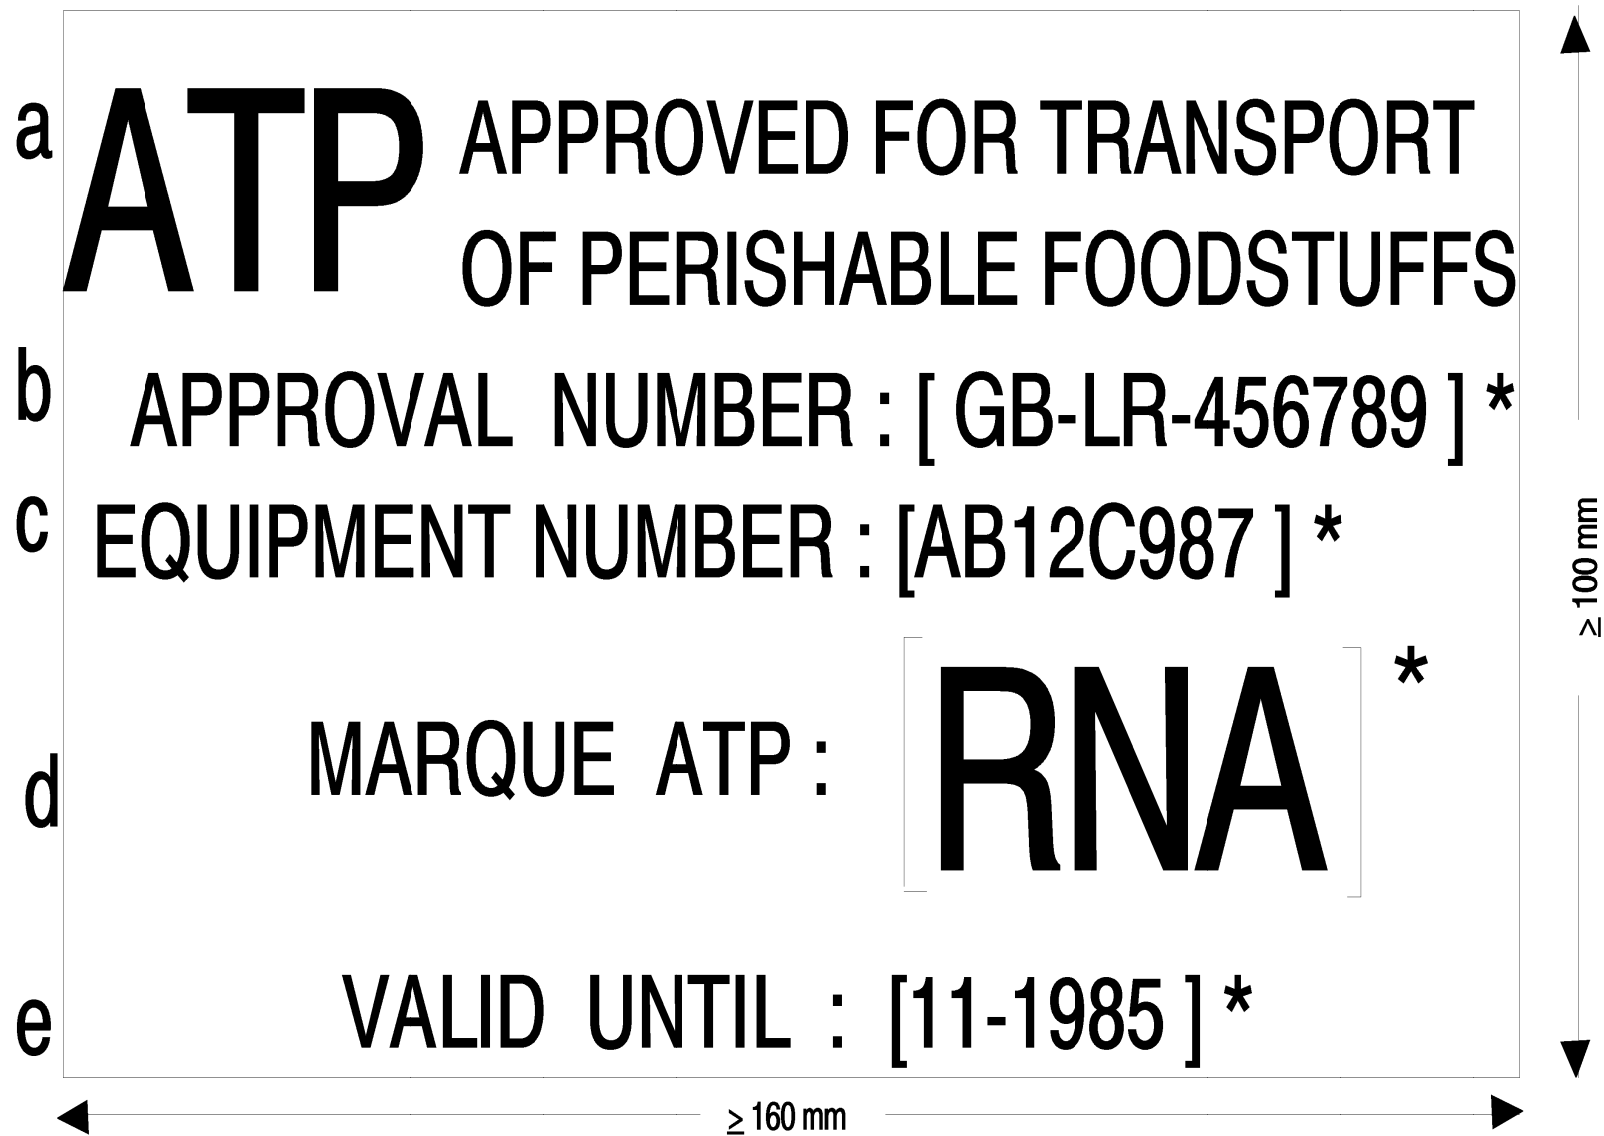 a ATP APPROVED FOR TRANSPORT
OF PERISHABLE FOODSTUFFS
b APPROVAL NUMBER : [ GB-LR-456789 ] *
c EQUIPMENT NUMBER : [AB12C987 ] *
d MARQUE ATP : [RNA] *
e VALID UNTIL : [11-1985 ] *
≥ 160 mm
≥ 100 mm